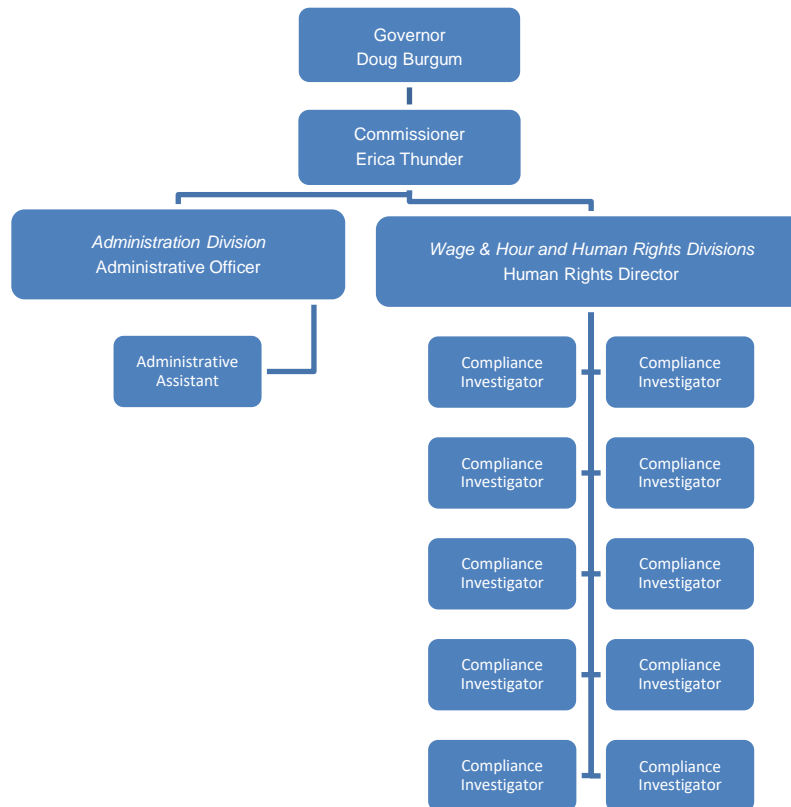 Governor
Doug Burgum
Commissioner
Erica Thunder
Administration Division
Administrative Officer
Wage & Hour and Human Rights Divisions
Human Rights Director
Administrative
Assistant
Compliance
Investigator
Compliance
Investigator
Compliance
Investigator
Compliance
Investigator
Compliance
Investigator
Compliance
Investigator
Compliance
Investigator
Compliance
Investigator
Compliance
Investigator
Compliance
Investigator